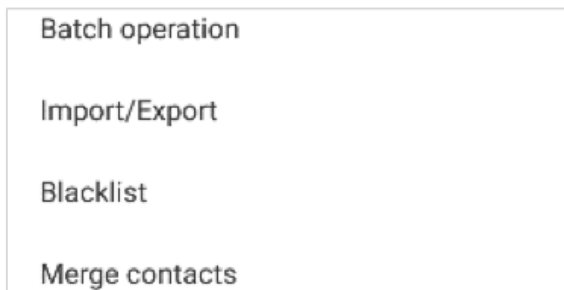 Batch operation
Import/Export
Blacklist
Merge contacts